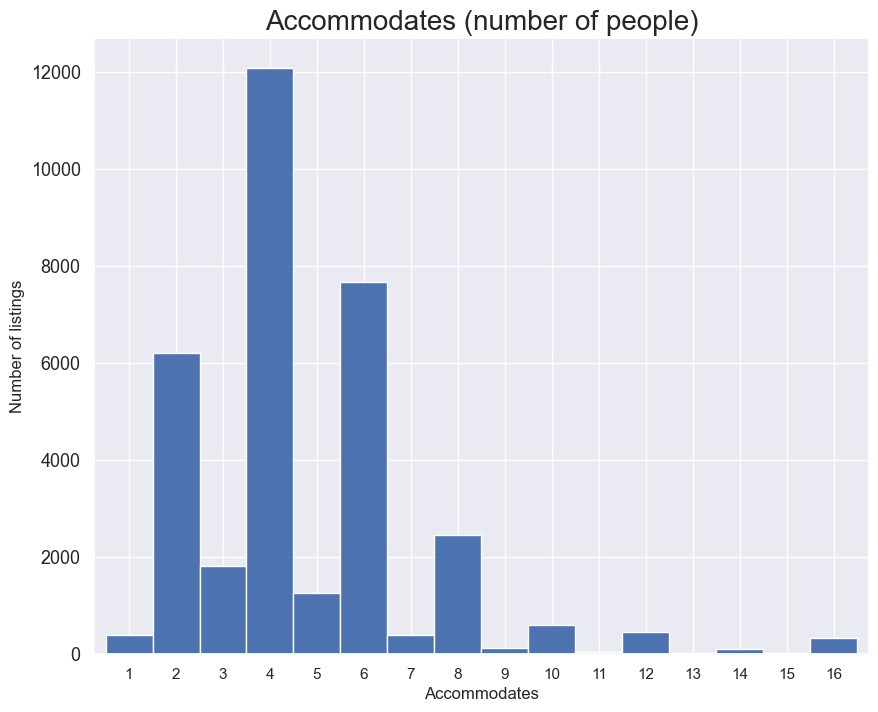 Accommodates (number of people)
12000
10000
8000
6000
4000
2000
0
Number of listings
1 2 3 4 5 6 7 8 9 10 11 12 13 14 15 16
Accommodates